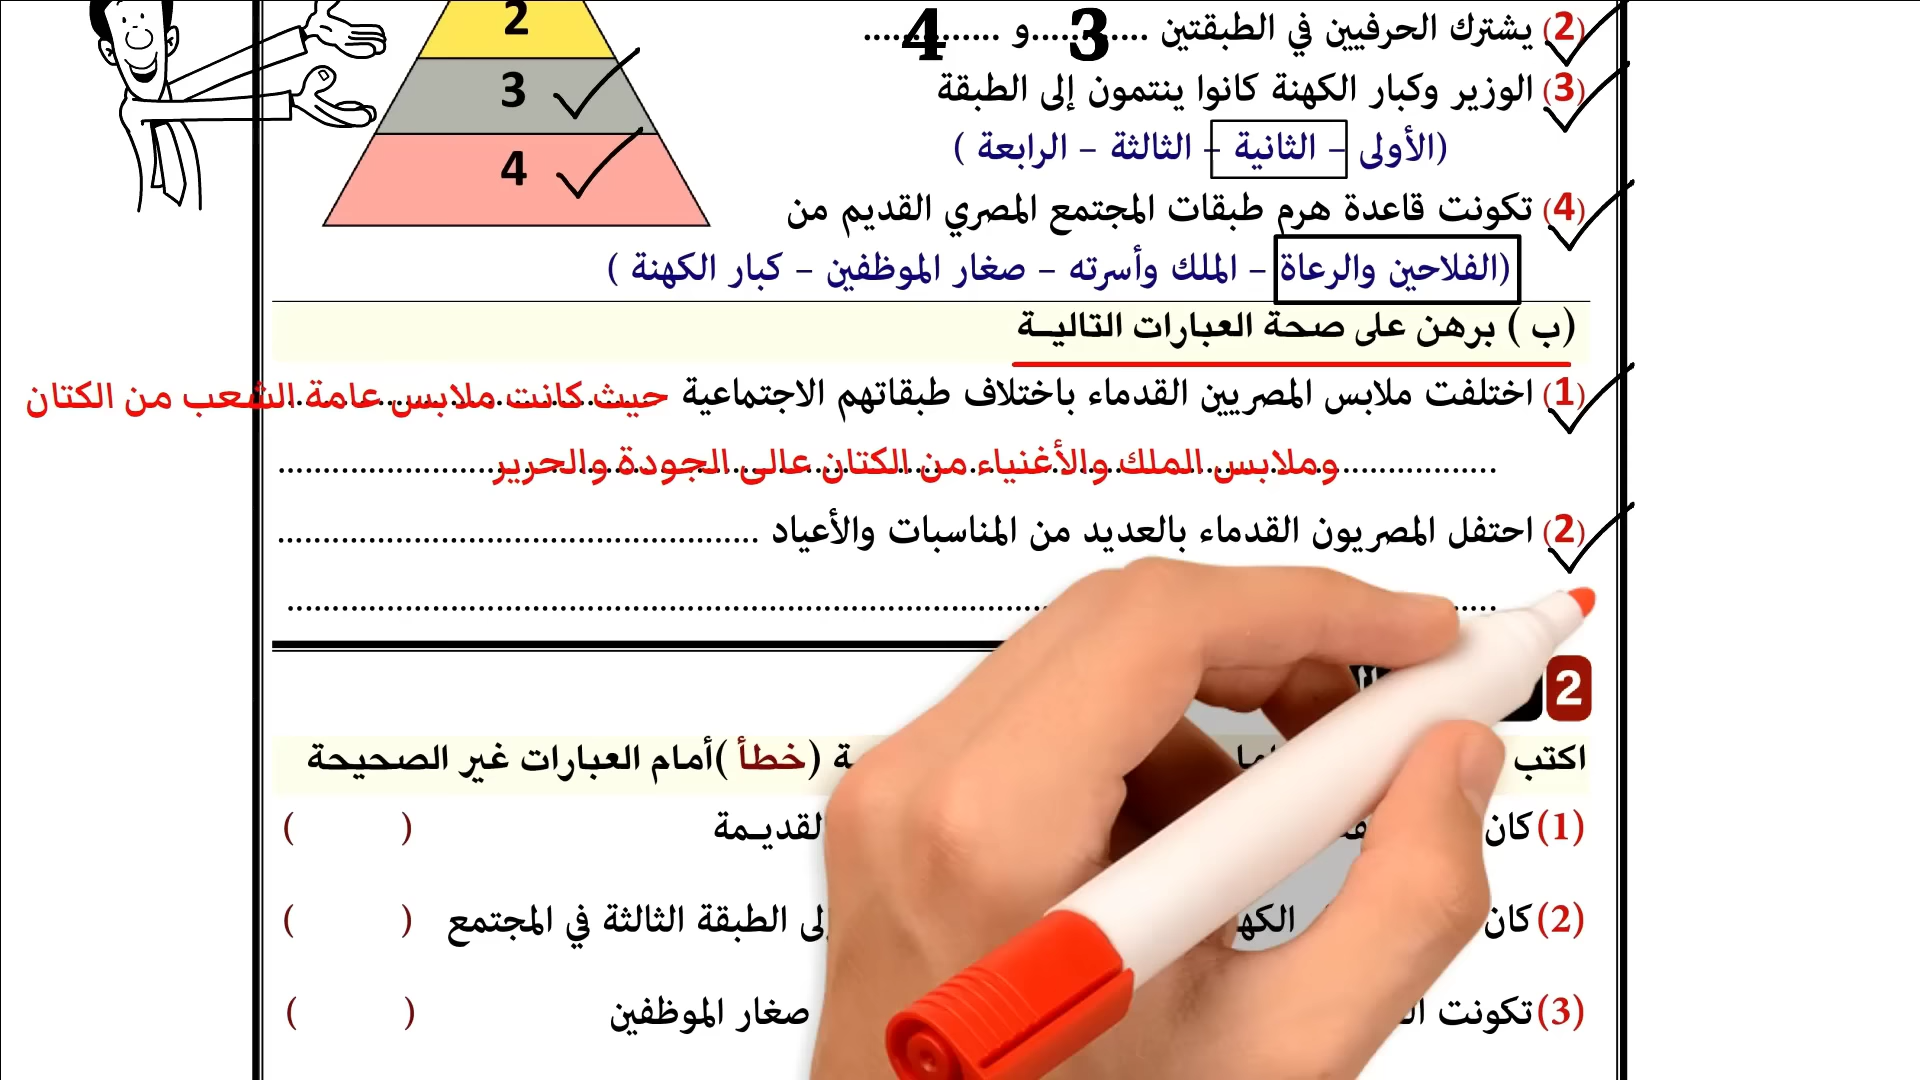 2
3
4
(2) يشترك الحرفيين في الطبقتين ............ و ..............
3
4
(3) الوزير وكبار الكهنة كانوا ينتمون إلى الطبقة
(الأولى – الثانية – الثالثة – الرابعة )
(4) تكونت قاعدة هرم طبقات المجتمع المصري القديم من
(الفلاحين والرعاة – الملك وأسرته – صغار الموظفين – كبار الكهنة )
(ب ) برهن على صحة العبارات التاليـة
(1) اختلفت ملابس المصريين القدماء باختلاف طبقاتهم الاجتماعية حيث كانت ملابس عامة الشعب من الكتان
وملابس الملك والأغنياء من الكتان عالى الجودة والحرير
(2) احتفل المصريون القدماء بالعديد من المناسبات والأعياد ......................................................
2
اكتب (خطأ )أمام العبارات غير الصحيحة
(1) كان القديـمة ( )
(2) كان إلى الطبقة الثالثة في المجتمع ( )
(3) تكونت صغار الموظفين ( )